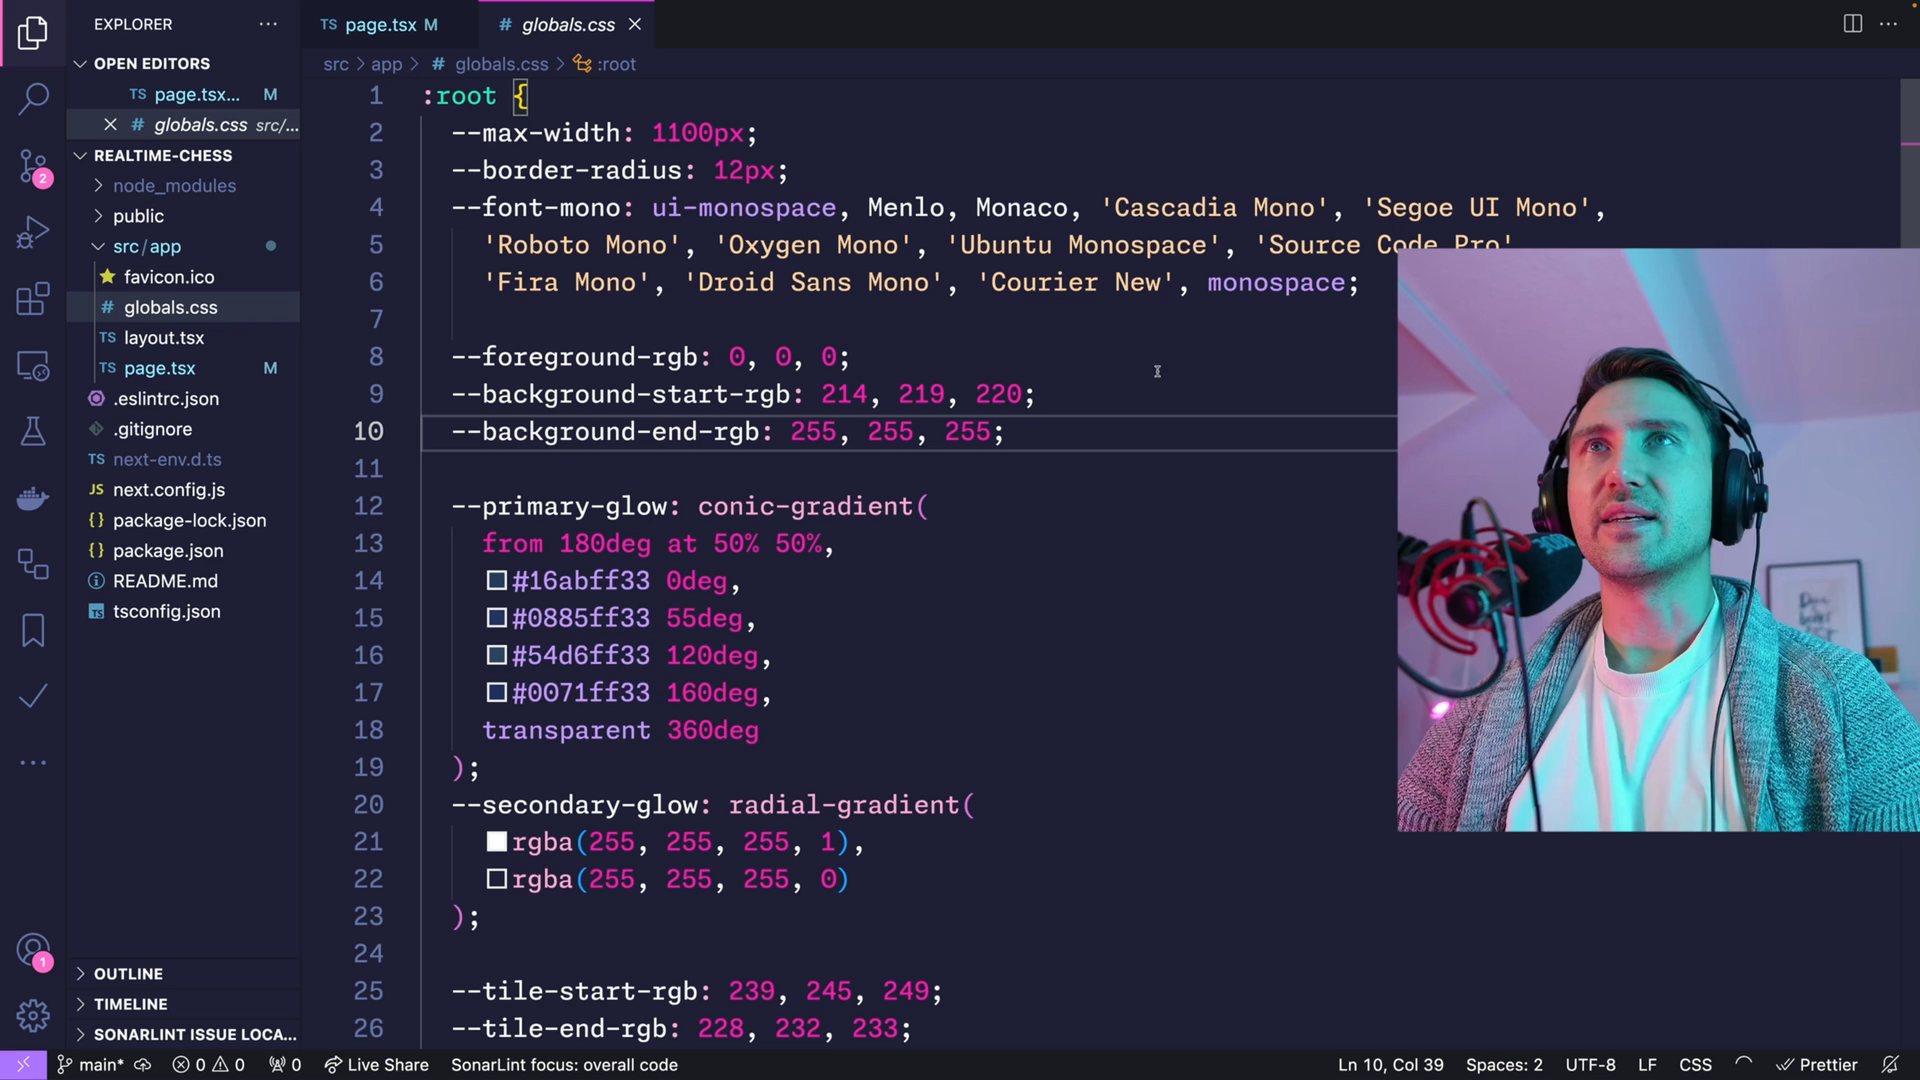 EXPLORER
OPEN EDITORS
TS page.tsx... M
# globals.css src/...
REALTIME-CHESS
node_modules
public
src/app
favicon.ico
# globals.css
TS layout.tsx
TS page.tsx M
.eslintrc.json
.gitignore
TS next-env.d.ts
JS next.config.js
{} package-lock.json
{} package.json
README.md
TS tsconfig.json
OUTLINE
TIMELINE
SONARLINT ISSUE LOCA...
2
1
TS page.tsx M
# globals.css
src > app > # globals.css > :root
1 :root {
2 --max-width: 1100px;
3 --border-radius: 12px;
4 --font-mono: ui-monospace, Menlo, Monaco, 'Cascadia Mono', 'Segoe UI Mono',
5 'Roboto Mono', 'Oxygen Mono', 'Ubuntu Monospace', 'Source Code Pro'
6 'Fira Mono', 'Droid Sans Mono', 'Courier New', monospace;
7
8 --foreground-rgb: 0, 0, 0;
9 --background-start-rgb: 214, 219, 220;
10 --background-end-rgb: 255, 255, 255;
11
12 --primary-glow: conic-gradient(
13 from 180deg at 50% 50%,
14 #16abff33 0deg,
15 #0885ff33 55deg,
16 #54d6ff33 120deg,
17 #0071ff33 160deg,
18 transparent 360deg
19 );
20 --secondary-glow: radial-gradient(
21 rgba(255, 255, 255, 1),
22 rgba(255, 255, 255, 0)
23 );
24
25 --tile-start-rgb: 239, 245, 249;
26 --tile-end-rgb: 228, 232, 233;
main* 0 0 0 Live Share SonarLint focus: overall code Ln 10, Col 39 Spaces: 2 UTF-8 LF CSS Prettier